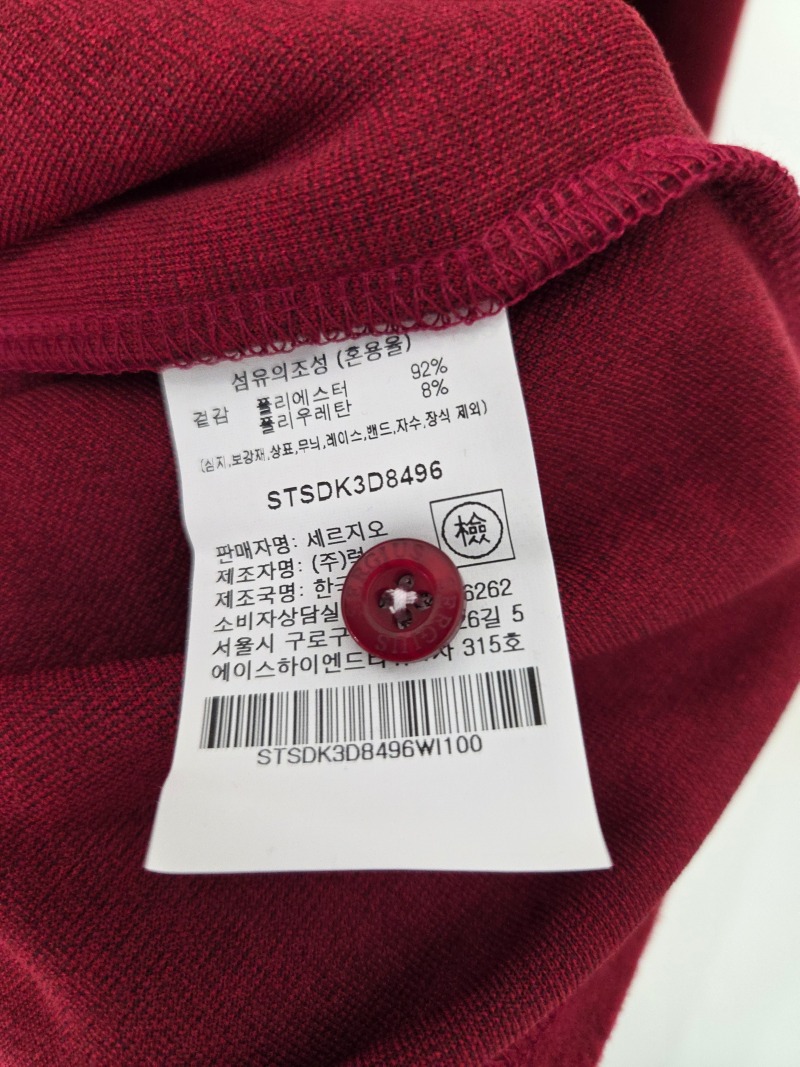 섬유의조성 (혼용율)
겉감 폴리에스터 92%
폴리우레탄 8%
(심지,보강재,상표,무늬,레이스,밴드,자수,장식 제외)
STSDK3D8496
檢
판매자명: 세르지오
제조자명: (주)
제조국명: 한국
소비자상담실 6262
서울시 구로구 26길 5
에이스하이엔드타워 315호
STSDK3D8496WI100